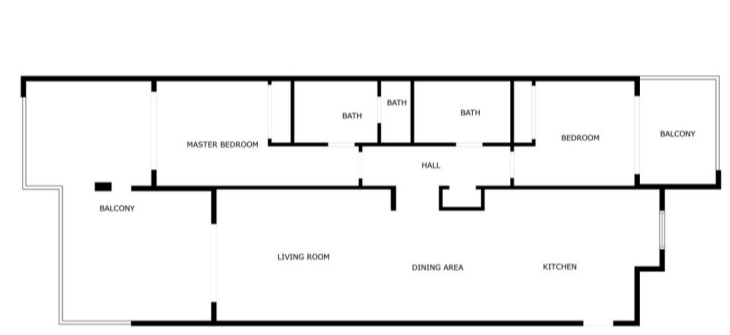 BATH
BATH
BATH
MASTER BEDROOM
BEDROOM
BALCONY
HALL
BALCONY
LIVING ROOM
DINING AREA
KITCHEN